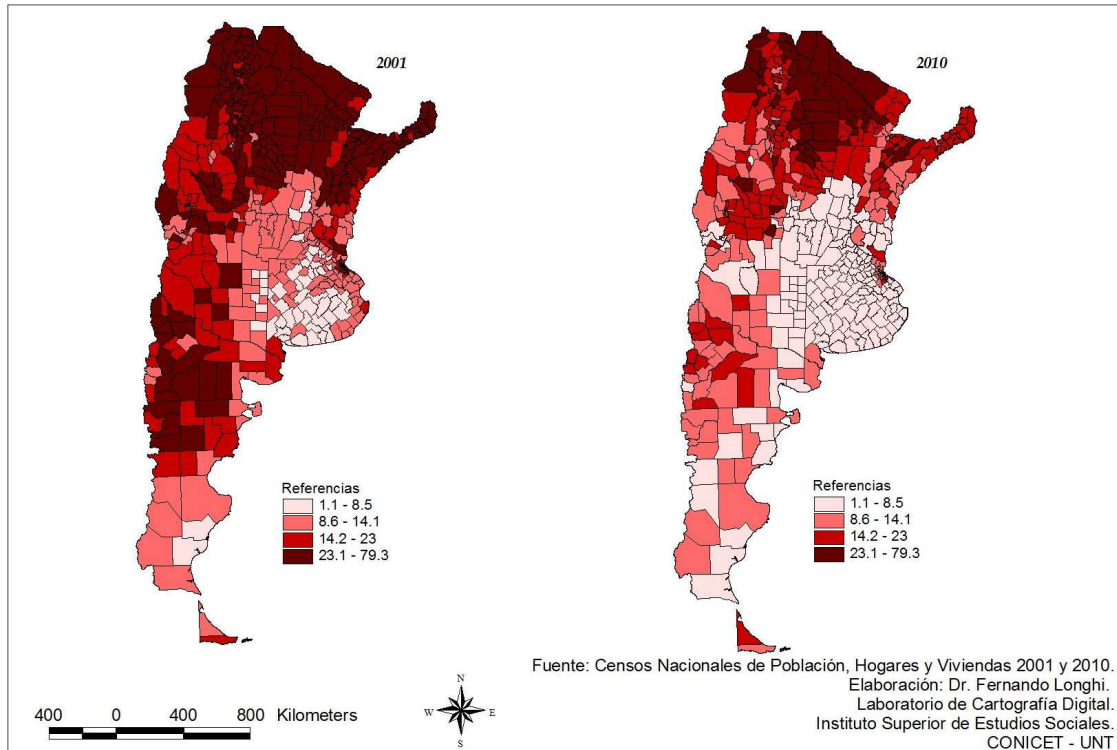 2001
2010
Referencias
1.1 - 8.5
8.6 - 14.1
14.2 - 23
23.1 - 79.3
Referencias
1.1 - 8.5
8.6 - 14.1
14.2 - 23
23.1 - 79.3
400 0 400 800 Kilometers
N
W E
S
Fuente: Censos Nacionales de Población, Hogares y Viviendas 2001 y 2010.
Elaboración: Dr. Fernando Longhi.
Laboratorio de Cartografía Digital.
Instituto Superior de Estudios Sociales.
CONICET - UNT